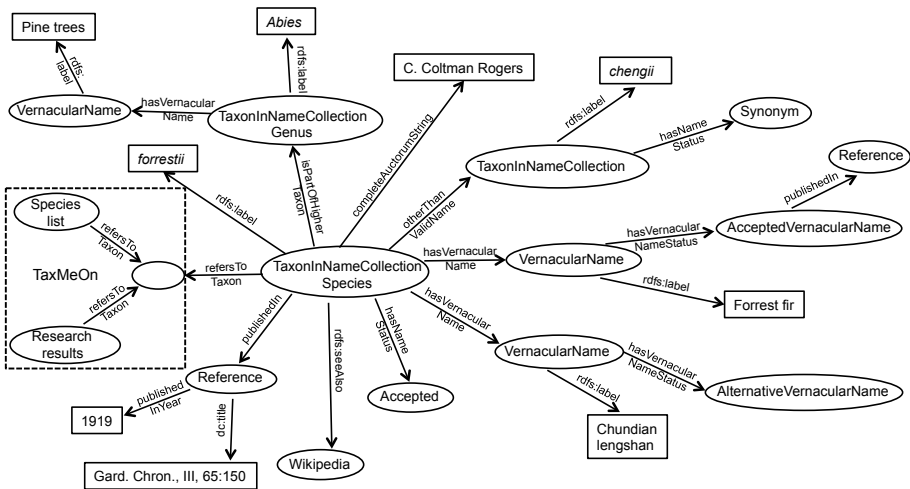 Pine trees
Abies
rdfs:
label
rdfs:label
C. Coltman Rogers
chengii
VernacularName
hasVernacular
Name
TaxonInNameCollection
Genus
rdfs:label
Synonym
hasName
Status
completeAuctorumString
forrestii
isPartOfHigher
Taxon
TaxonInNameCollection
Reference
publishedIn
rdfs:label
otherThan
ValidName
Species
list
refersTo
Taxon
hasVernacular
NameStatus
AcceptedVernacularName
TaxMeOn
refersTo
Taxon
TaxonInNameCollection
Species
hasVernacular
Name
VernacularName
rdfs:label
Forrest fir
refersTo
Taxon
Research
results
publishedIn
rdfs:seeAlso
hasName
Status
hasVernacular
Name
VernacularName
hasVernacular
NameStatus
AlternativeVernacularName
Reference
published
InYear
1919
dc:title
Accepted
rdfs:label
Chundian
lengshan
Gard. Chron., III, 65:150
Wikipedia